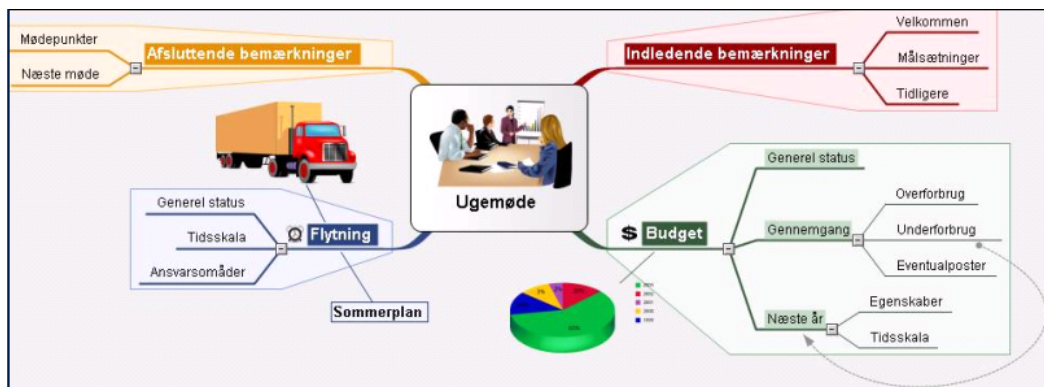 Afsluttende bemærkninger
Mødepunkter
Næste møde
Indledende bemærkninger
Velkommen
Målsætninger
Tidligere
Ugemøde
Flytning
Generel status
Tidsskala
Ansvarsomåder
Sommerplan
$ Budget
Generel status
Gennemgang
Overforbrug
Underforbrug
Eventualposter
Næste år
Egenskaber
Tidsskala